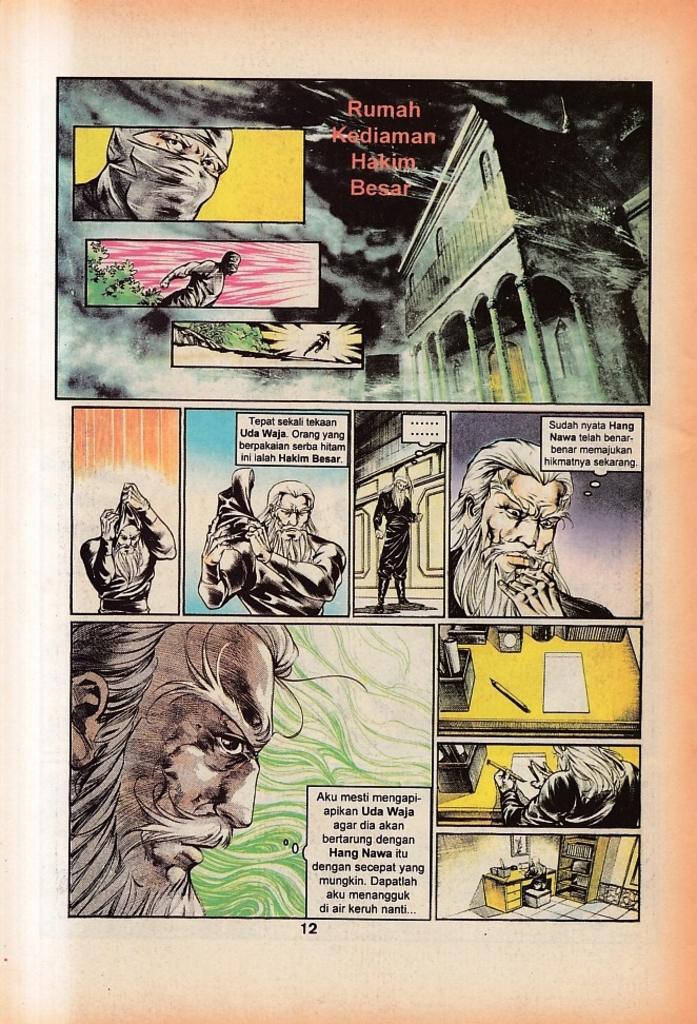 Rumah
Kediaman
Hakim
Besar
Tepat sekali tekaan
Uda Waja. Orang yang
berpakaian serba hitam
ini ialah Hakim Besar.
......
......
Sudah nyata Hang
Nawa telah benar-
benar memajukan
hikmatnya sekarang.
Aku mesti mengapi-
apikan Uda Waja
agar dia akan
bertarung dengan
Hang Nawa itu
dengan secepat yang
mungkin. Dapatlah
aku menangguk
di air keruh nanti...
12